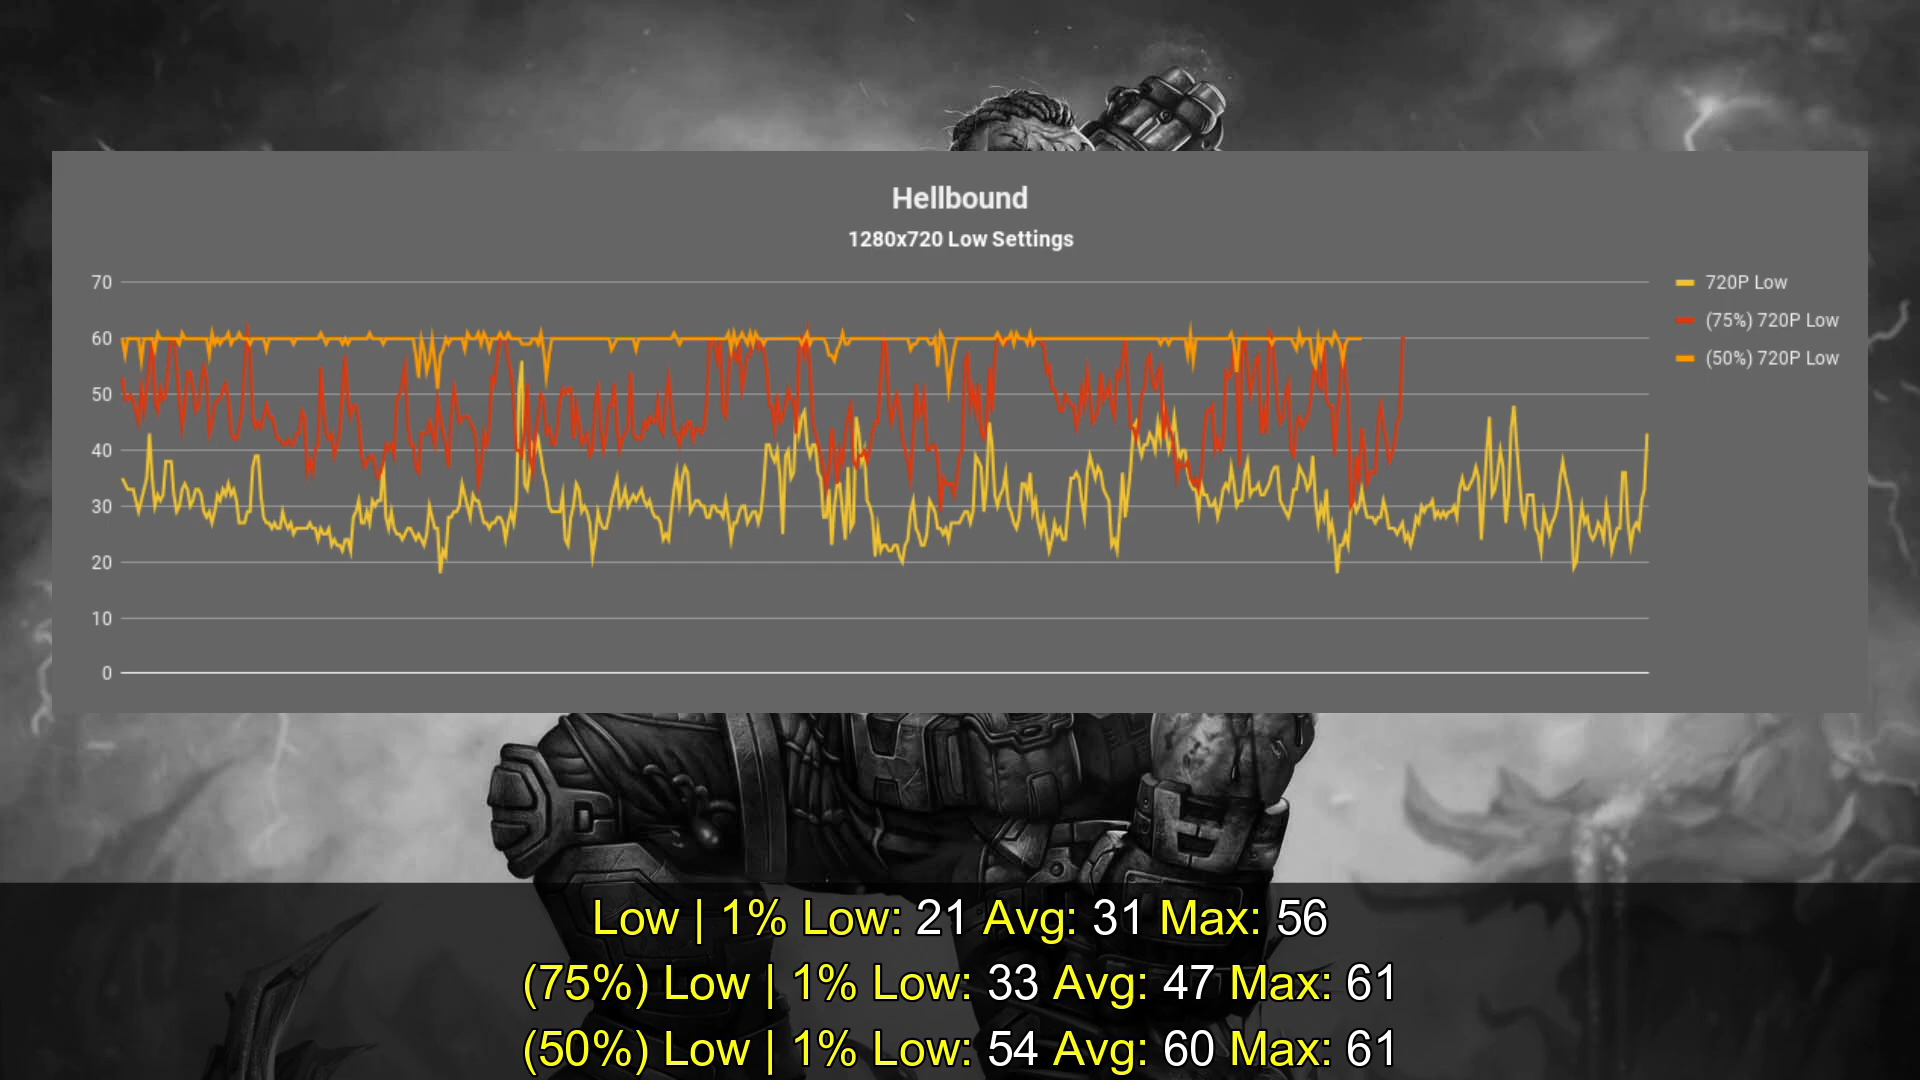 Hellbound
1280x720 Low Settings
70
60
50
40
30
20
10
0
720P Low
(75%) 720P Low
(50%) 720P Low
Low | 1% Low: 21 Avg: 31 Max: 56
(75%) Low | 1% Low: 33 Avg: 47 Max: 61
(50%) Low | 1% Low: 54 Avg: 60 Max: 61